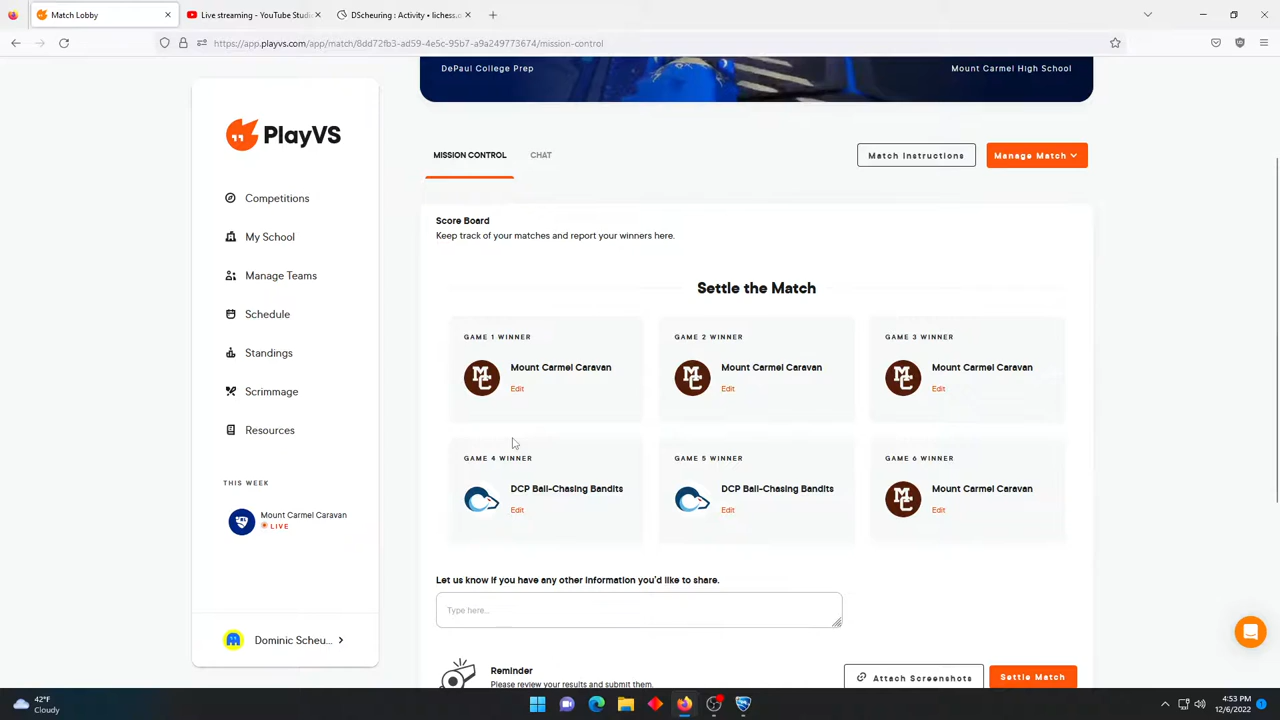 Match Lobby
Live streaming - YouTube Studi
DScheuring : Activity • lichess.o
https://app.playvs.com/app/match/8dd72fb3-ad59-4e5c-95b7-a9a249773674/mission-control
DePaul College Prep
Mount Carmel High School
PlayVS
Competitions
My School
Manage Teams
Schedule
Standings
Scrimmage
Resources
THIS WEEK
Mount Carmel Caravan
LIVE
Dominic Scheu...
MISSION CONTROL
CHAT
Match Instructions
Manage Match
Score Board
Keep track of your matches and report your winners here.
Settle the Match
GAME 1 WINNER
MC
Mount Carmel Caravan
Edit
GAME 2 WINNER
MC
Mount Carmel Caravan
Edit
GAME 3 WINNER
MC
Mount Carmel Caravan
Edit
GAME 4 WINNER
DCP Ball-Chasing Bandits
Edit
GAME 5 WINNER
DCP Ball-Chasing Bandits
Edit
GAME 6 WINNER
MC
Mount Carmel Caravan
Edit
Let us know if you have any other information you'd like to share.
Type here...
Reminder
Please review your results and submit them.
Attach Screenshots
Settle Match
42°F
Cloudy
4:53 PM
12/6/2022